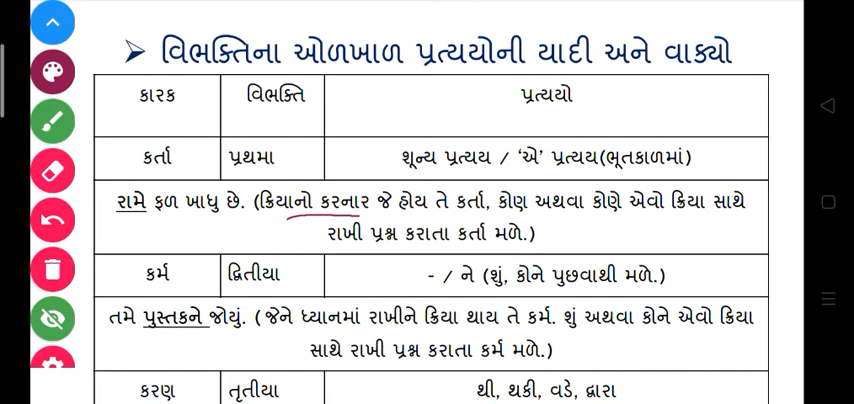 ➤ વિભક્તિના ઓળખાળ પ્રત્યયોની યાદી અને વાક્યો
કારક વિભક્તિ પ્રત્યયો
કર્તા પ્રથમા શૂન્ય પ્રત્યય / ‘એ’ પ્રત્યય(ભૂતકાળમાં)
રામે ફળ ખાધુ છે. (ક્રિયાનો કરનાર જે હોય તે કર્તા, કોણ અથવા કોણે એવો ક્રિયા સાથે
રાખી પ્રશ્ન કરાતા કર્તા મળે.)
કર્મ દ્વિતીયા - / ને (શું, કોને પુછવાથી મળે.)
તમે પુસ્તકને જોયું. (જેને ધ્યાનમાં રાખીને ક્રિયા થાય તે કર્મ. શું અથવા કોને એવો ક્રિયા
સાથે રાખી પ્રશ્ન કરાતા કર્મ મળે.)
કરણ તૃતીયા થી, થકી, વડે, દ્વારા